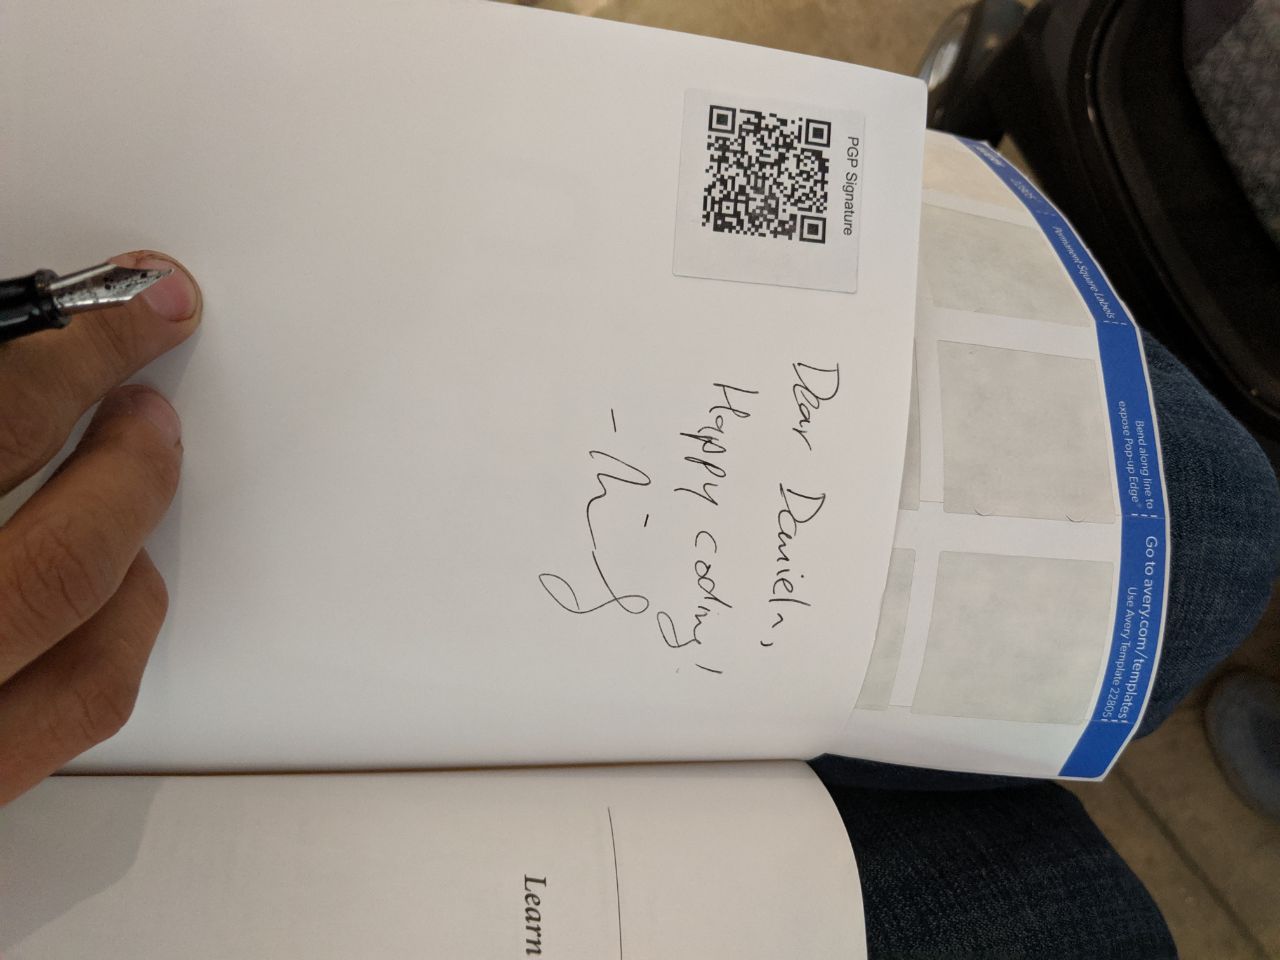 PGP Signature
Dear Daniela,
Happy coding!
Permanent Square Labels
Bend along line to
expose Pop-up Edge®
Go to avery.com/templates
Use Avery Template 22805
Learn